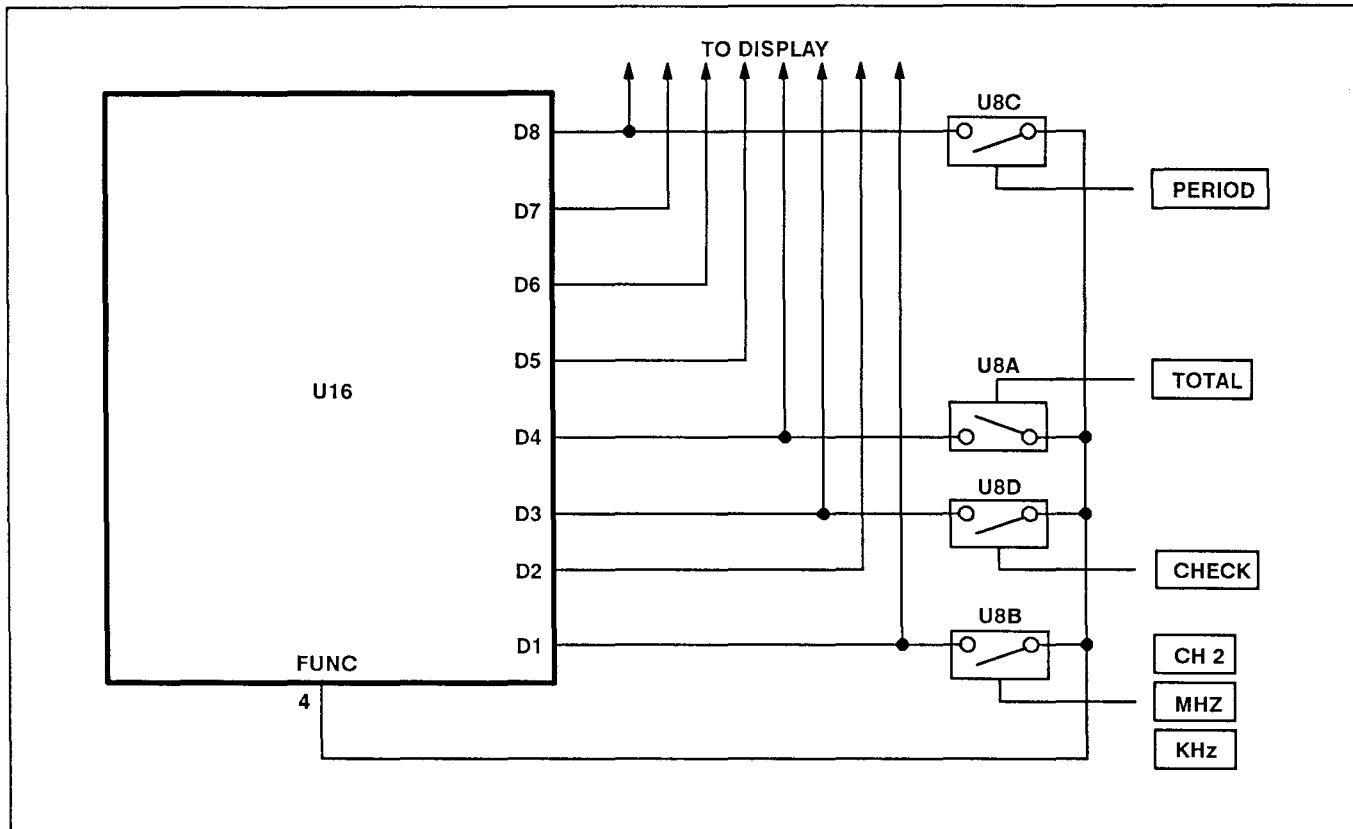 TO DISPLAY
U8C
D8
PERIOD
D7
D6
D5
U8A
TOTAL
U16
D4
U8D
D3
D2
CHECK
U8B
D1
CH 2
FUNC
4
MHZ
KHz